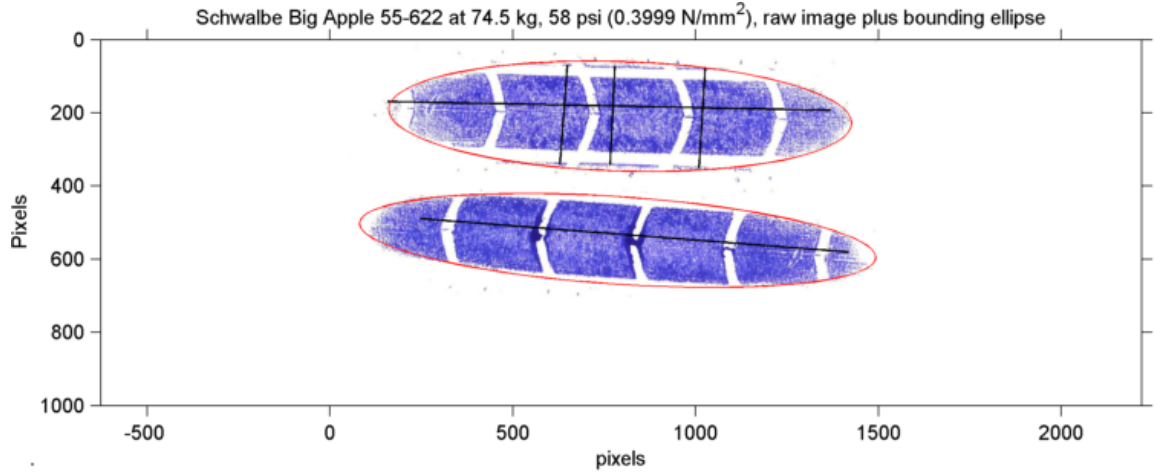 Schwalbe Big Apple 55-622 at 74.5 kg, 58 psi (0.3999 N/mm²), raw image plus bounding ellipse
0
200
400
600
800
1000
Pixels
-500 0 500 1000 1500 2000
pixels
.